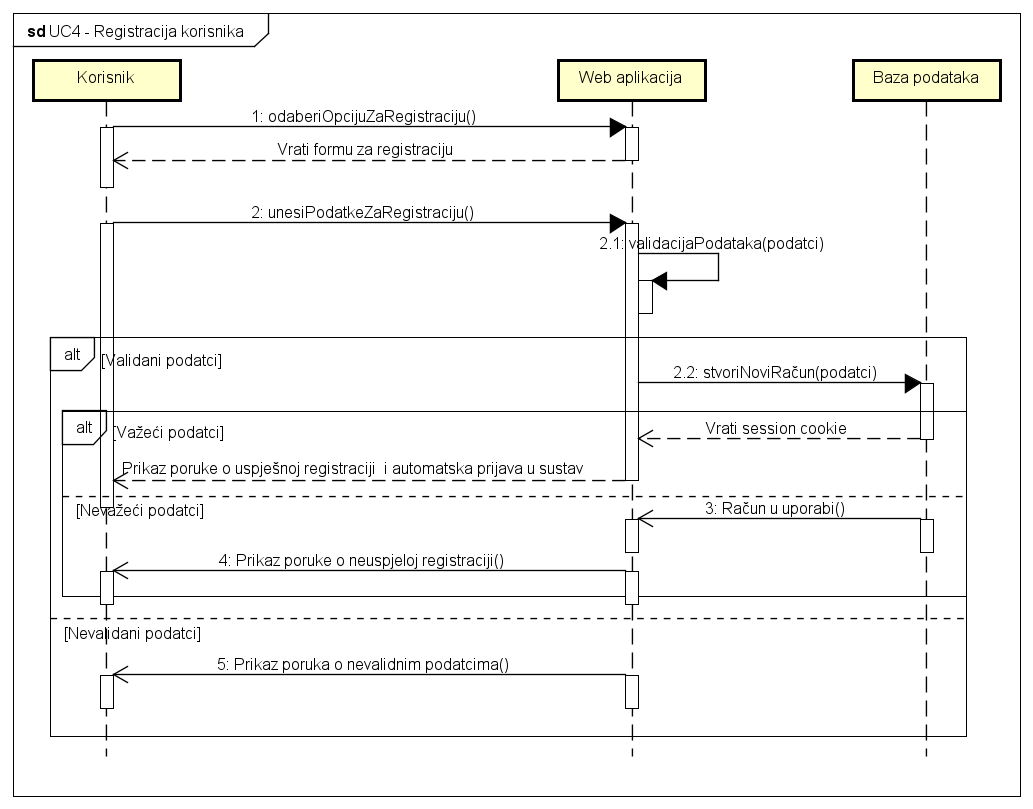 sd UC4 - Registracija korisnika
Korisnik
Web aplikacija
Baza podataka
1: odaberiOpcijuZaRegistraciju()
Vrati formu za registraciju
2: unesiPodatkeZaRegistraciju()
2.1: validacijaPodataka(podatci)
alt
[Validani podatci]
2.2: stvoriNoviRačun(podatci)
alt
[Važeći podatci]
Vrati session cookie
Prikaz poruke o uspješnoj registraciji i automatska prijava u sustav
[Nevažeći podatci]
3: Račun u uporabi()
4: Prikaz poruke o neuspjeloj registraciji()
[Nevalidani podatci]
5: Prikaz poruka o nevalidnim podatcima()